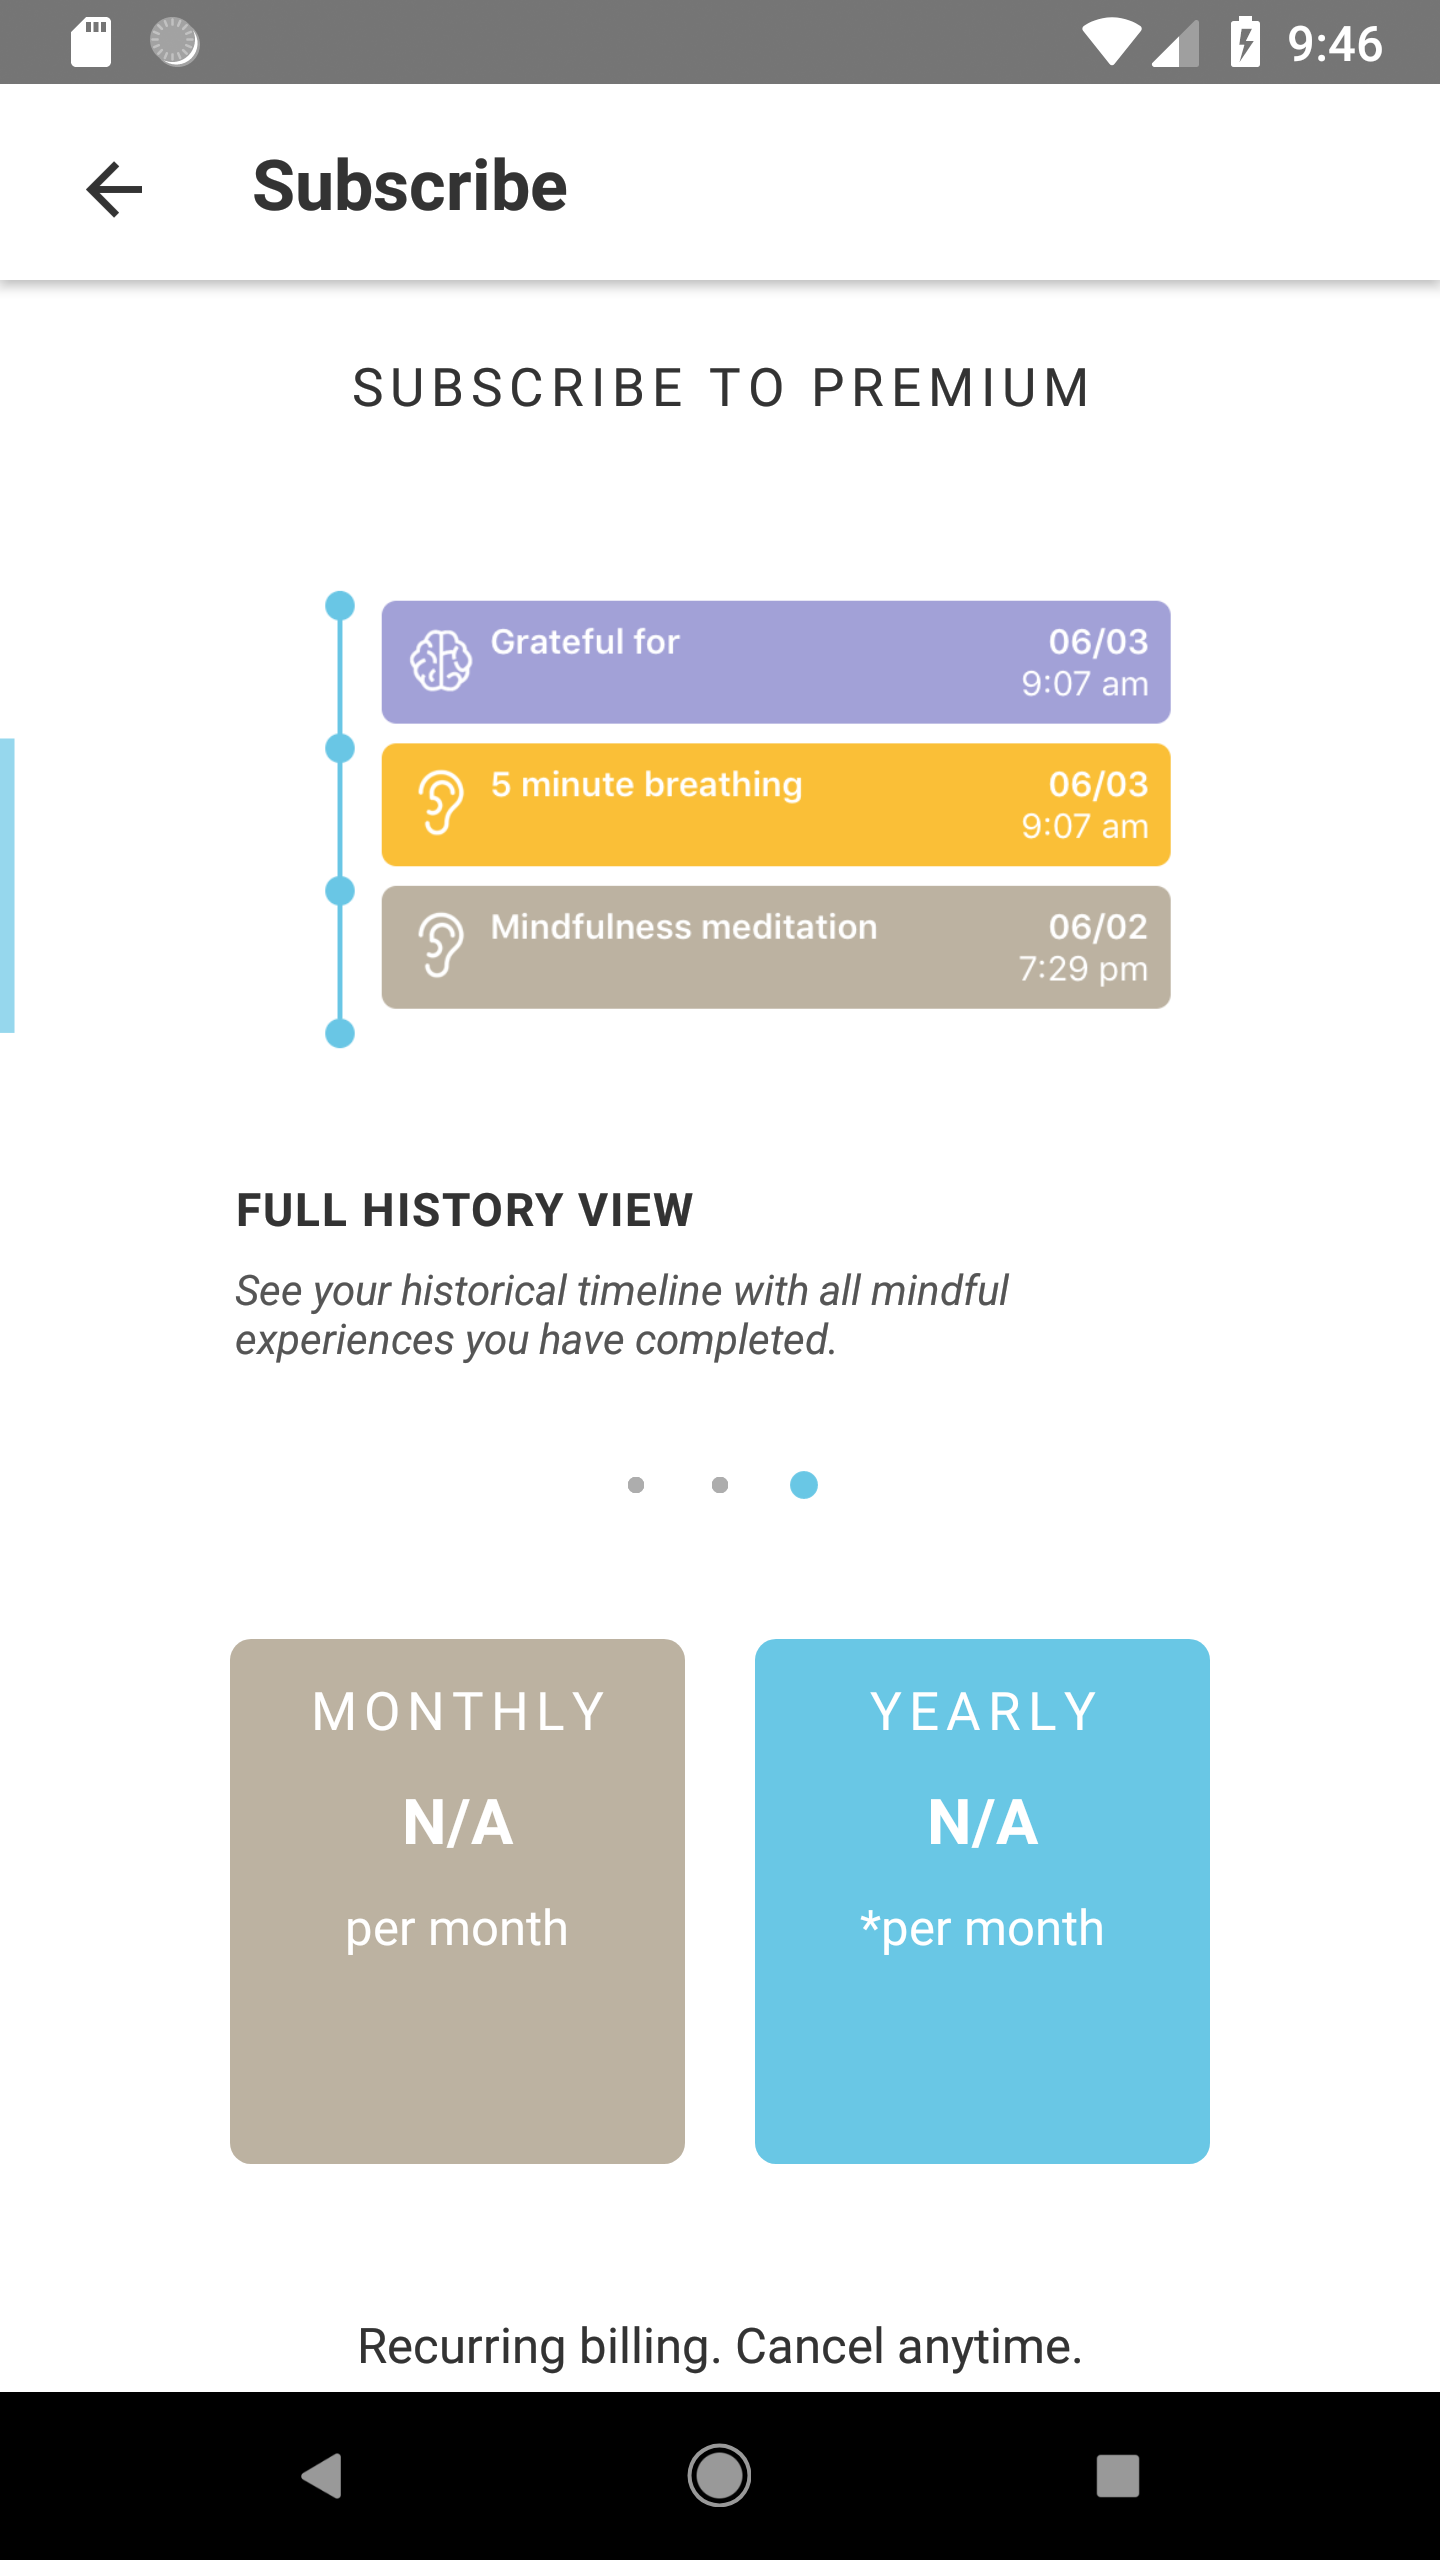 9:46
Subscribe
SUBSCRIBE TO PREMIUM
Grateful for 06/03
9:07 am
5 minute breathing 06/03
9:07 am
Mindfulness meditation 06/02
7:29 pm
FULL HISTORY VIEW
See your historical timeline with all mindful
experiences you have completed.
MONTHLY
N/A
per month
YEARLY
N/A
*per month
Recurring billing. Cancel anytime.